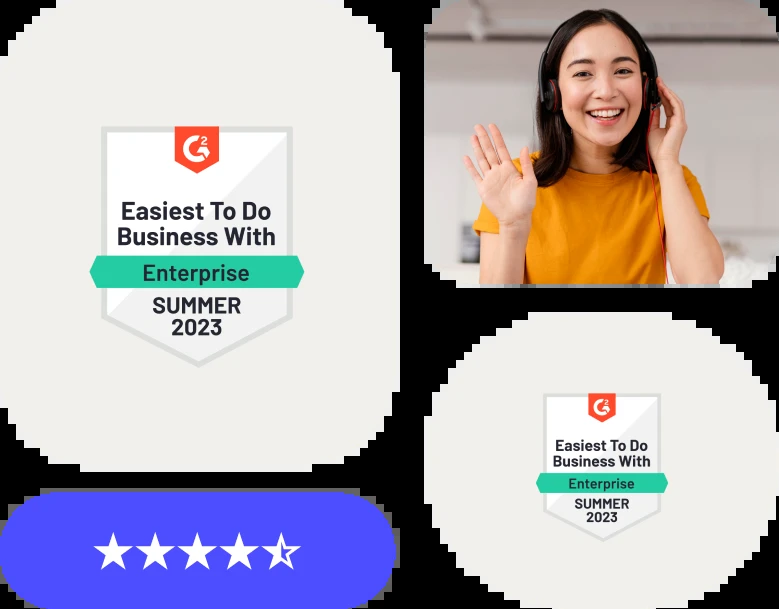 G2
Easiest To Do
Business With
Enterprise
SUMMER
2023
G2
Easiest To Do
Business With
Enterprise
SUMMER
2023